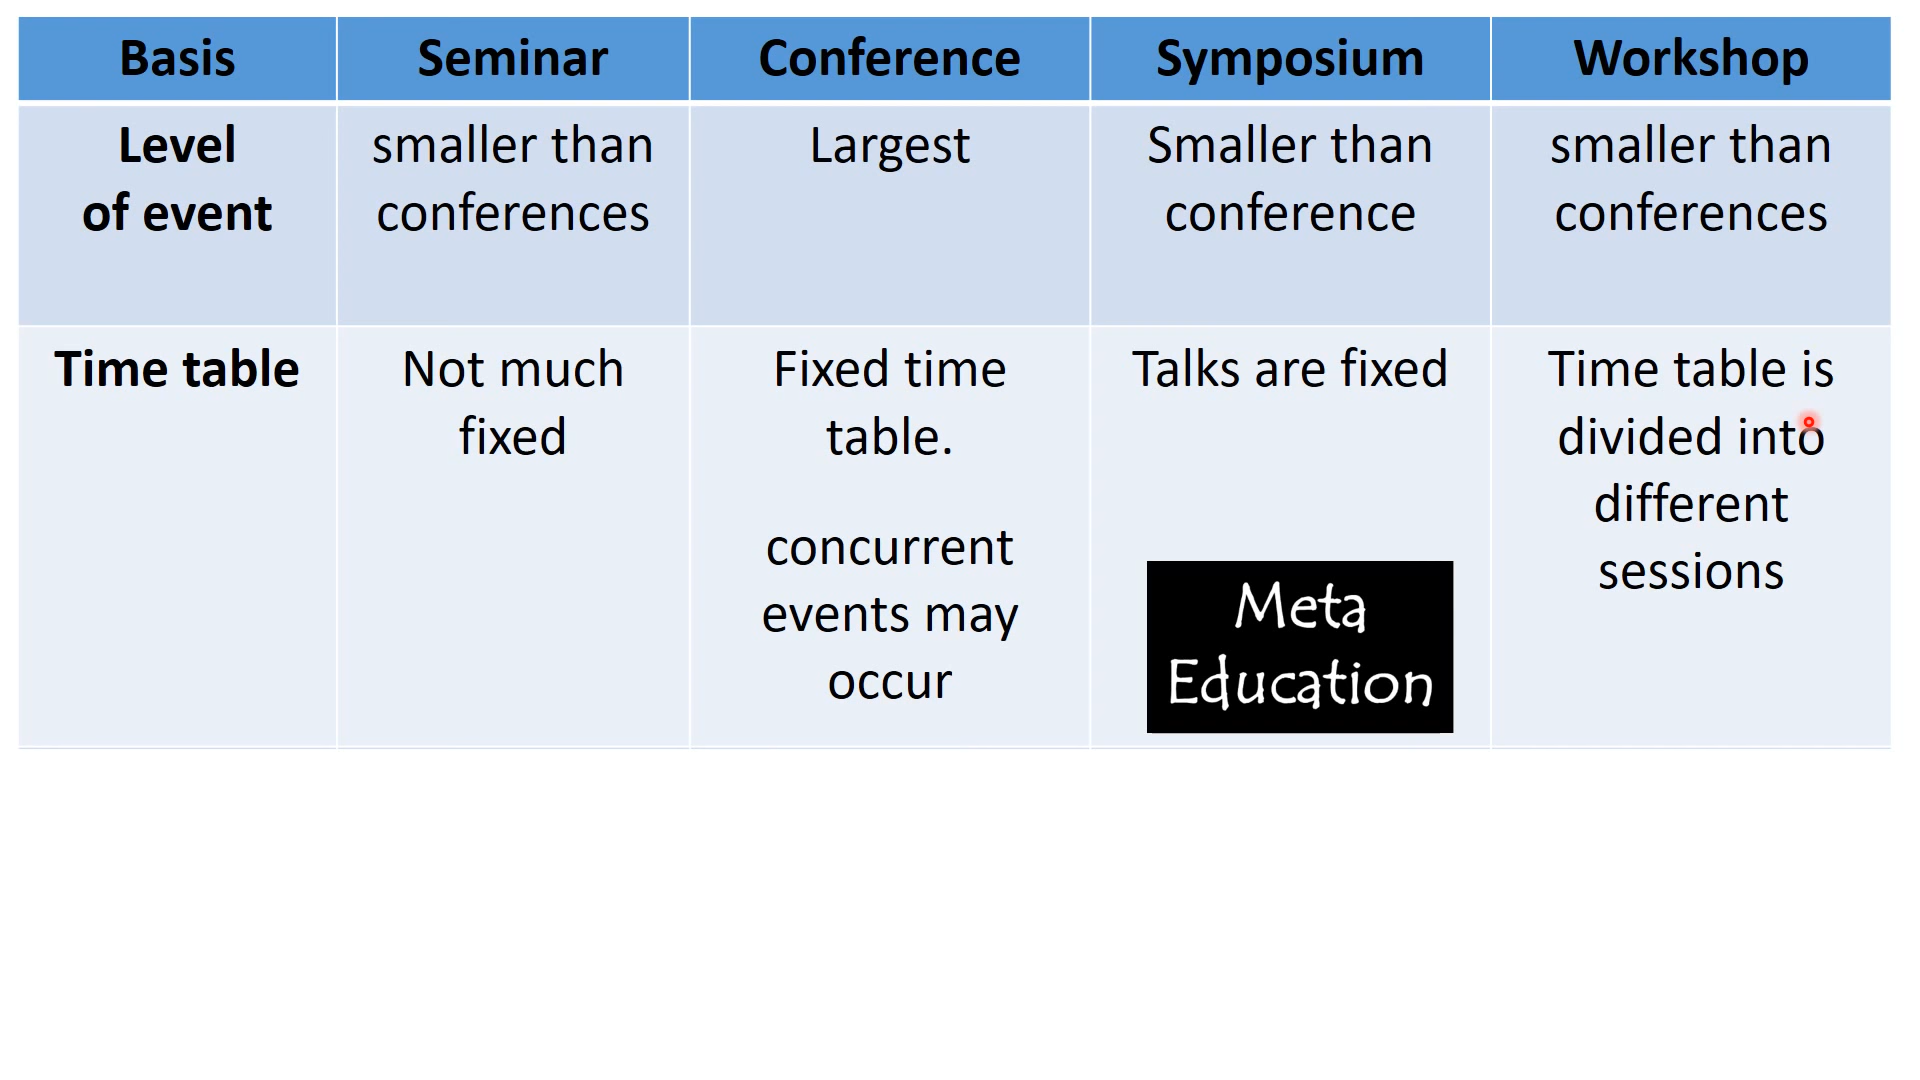 Basis
Seminar
Conference
Symposium
Workshop
Level
of event
smaller than
conferences
Largest
Smaller than
conference
smaller than
conferences
Time table
Not much
fixed
Fixed time
table.
concurrent
events may
occur
Talks are fixed
Time table is
divided into
different
sessions
Meta
Education